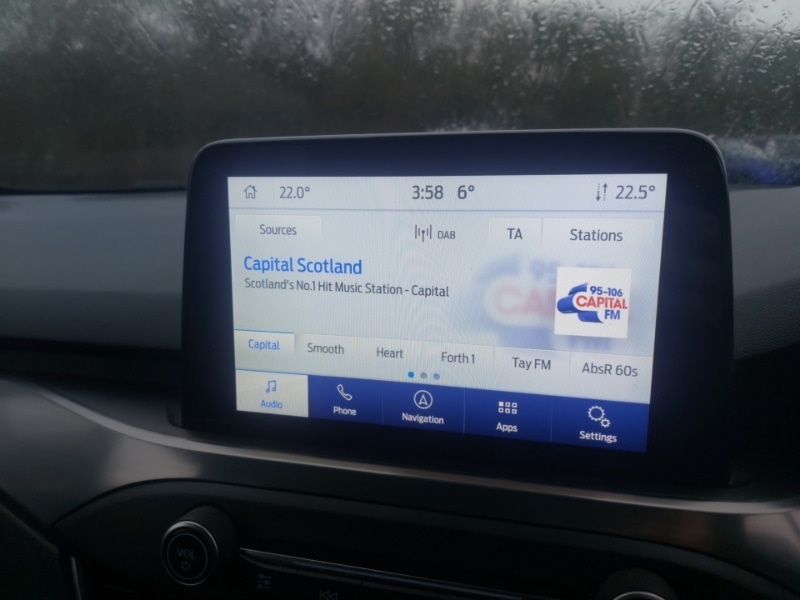 22.0° 3:58 6° 22.5°
Sources DAB TA Stations
Capital Scotland
Scotland's No.1 Hit Music Station - Capital
95-106
CAPITAL
FM
Capital Smooth Heart Forth 1 Tay FM AbsR 60s
Audio Phone Navigation Apps Settings
VOL